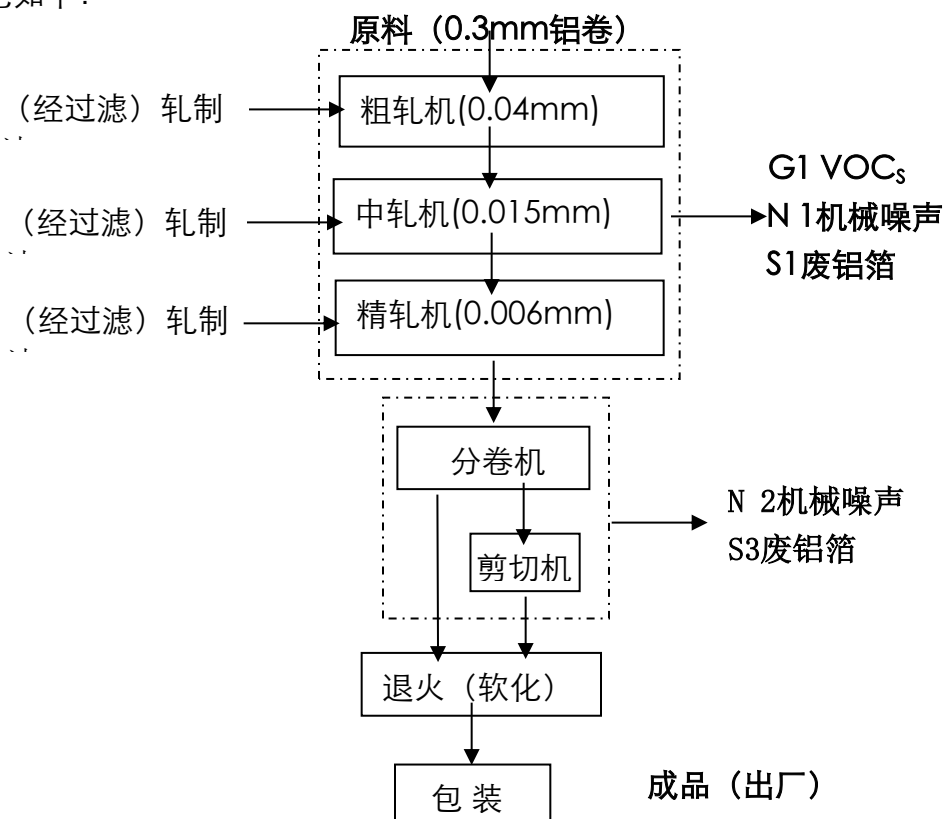 如下：
原料（0.3mm铝卷）
（经过滤）轧制
粗轧机(0.04mm)
（经过滤）轧制
中轧机(0.015mm)
（经过滤）轧制
精轧机(0.006mm)
G1 VOCs
N 1机械噪声
S1废铝箔
分卷机
剪切机
N 2机械噪声
S3废铝箔
退火（软化）
包 装
成品（出厂）